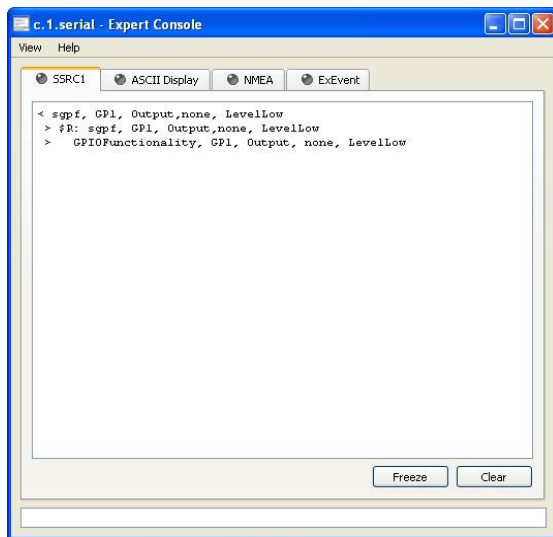 c.1.serial - Expert Console
View Help
SSRC1 ASCII Display NMEA ExEvent
< sgpf, GP1, Output,none, LevelLow
> $R: sgpf, GP1, Output,none, LevelLow
> GPIOFunctionality, GP1, Output, none, LevelLow
Freeze Clear